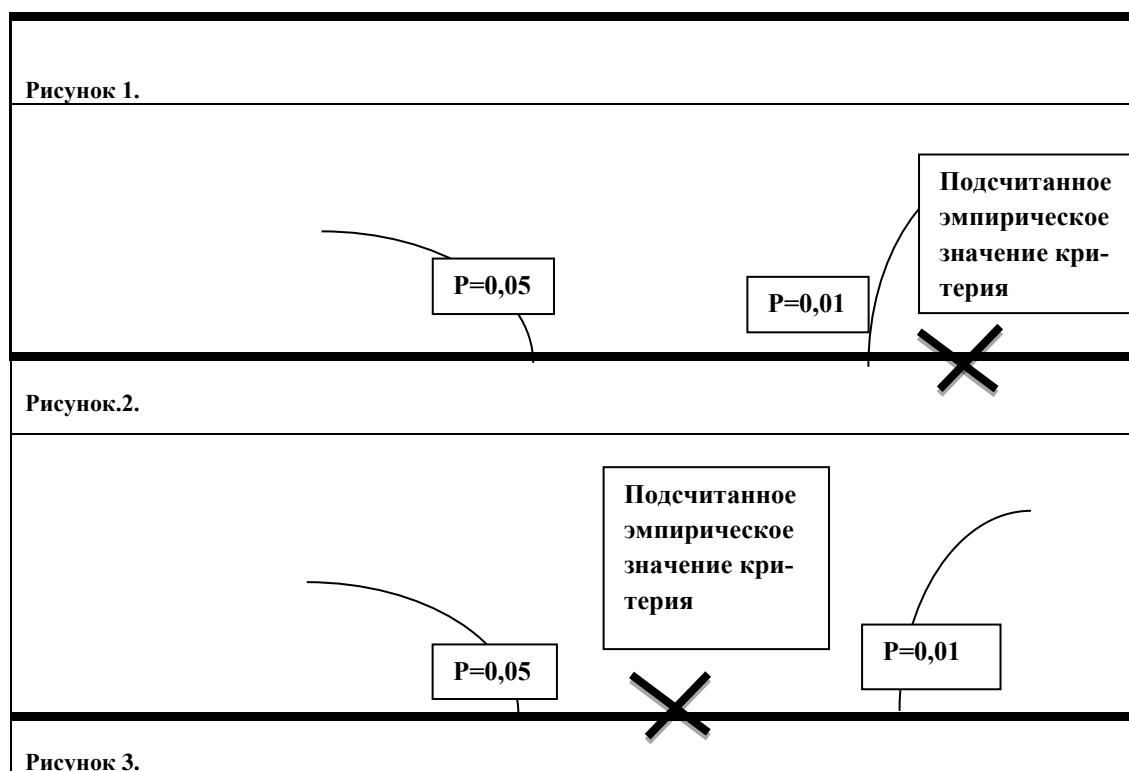 Рисунок 1.
Подсчитанное
эмпирическое
значение кри-
терия
P=0,05
P=0,01
Рисунок.2.
Подсчитанное
эмпирическое
значение кри-
терия
P=0,05
P=0,01
Рисунок 3.